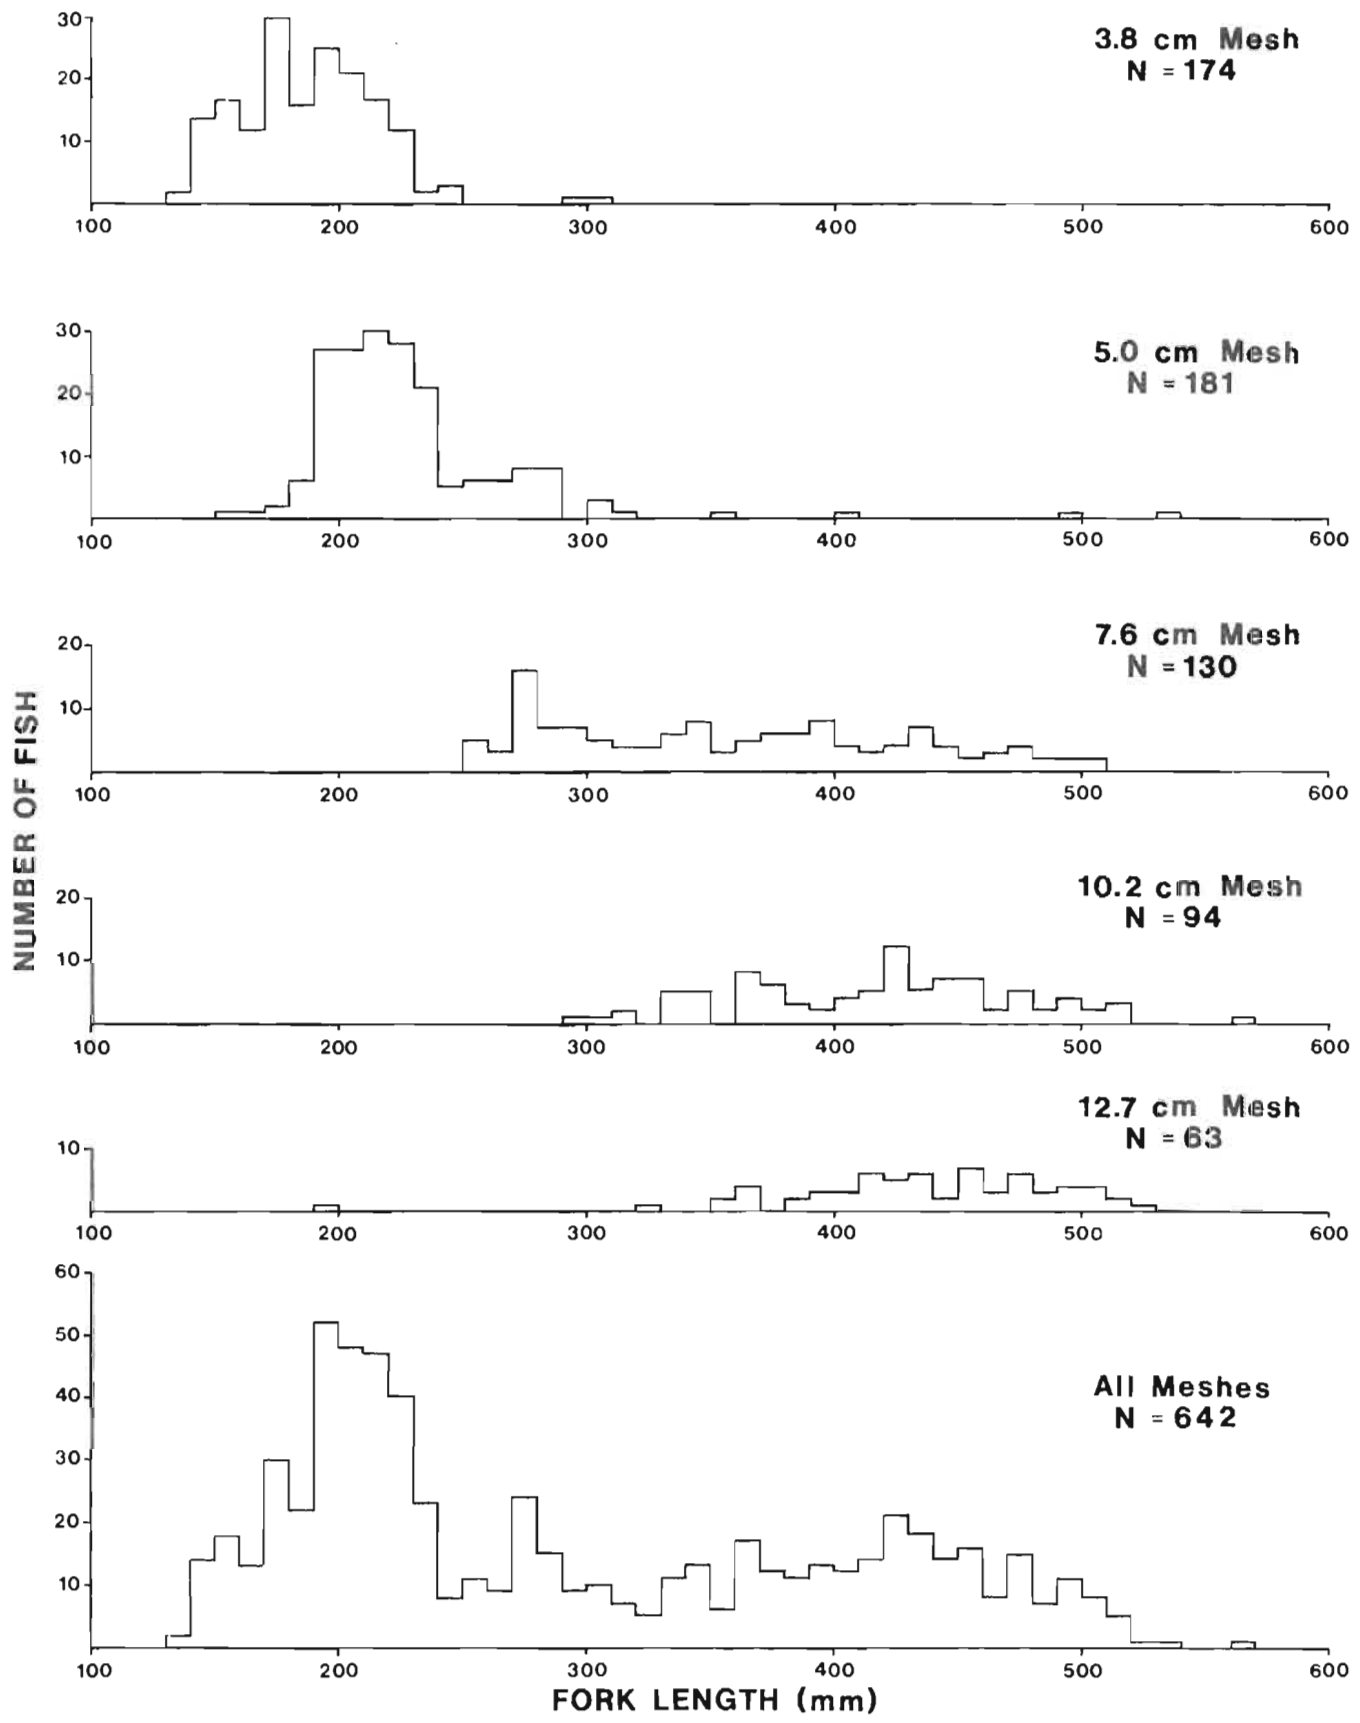 30
20
10
3.8 cm Mesh
N = 174
100 200 300 400 500 600
30
20
10
5.0 cm Mesh
N = 181
100 200 300 400 500 600
20
10
7.6 cm Mesh
N = 130
100 200 300 400 500 600
NUMBER OF FISH
20
10
10.2 cm Mesh
N = 94
100 200 300 400 500 600
10
12.7 cm Mesh
N = 63
100 200 300 400 500 600
60
50
40
30
20
10
All Meshes
N = 642
100 200 300 400 500 600
FORK LENGTH (mm)